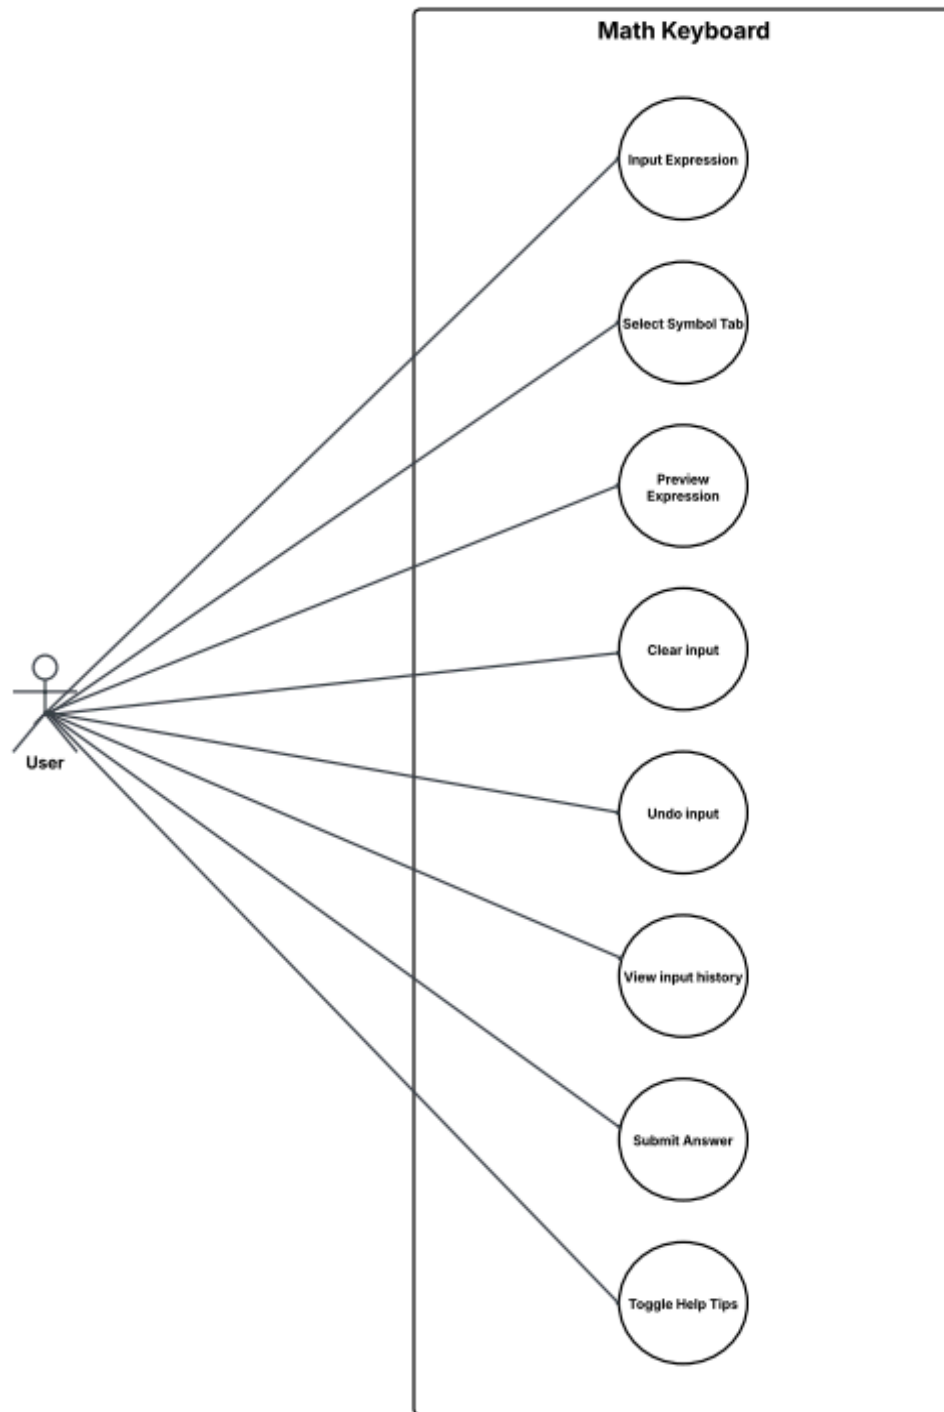 Math Keyboard
Input Expression
Select Symbol Tab
Preview
Expression
Clear input
User
Undo input
View input history
Submit Answer
Toggle Help Tips